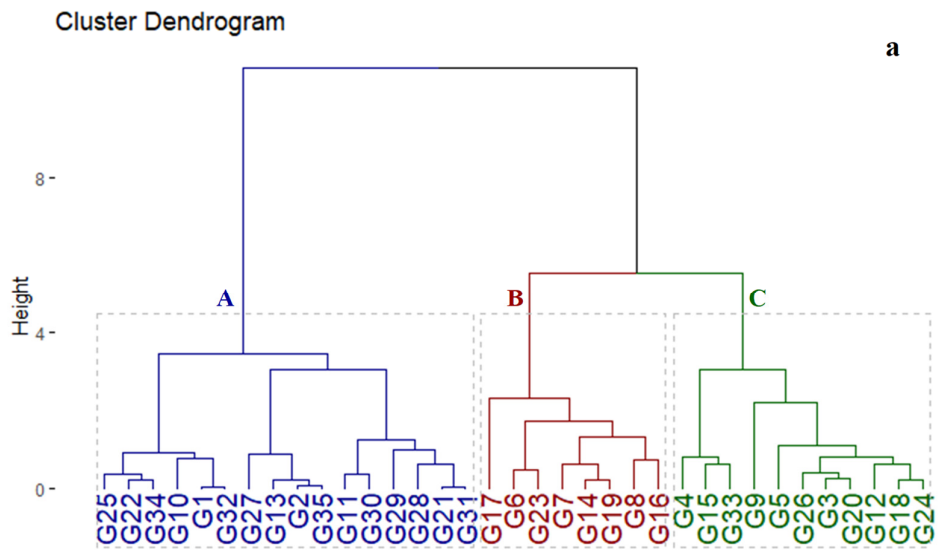 Cluster Dendrogram
a
8
4
0
Height
A
B
C
G25
G22
G34
G10
G1
G32
G27
G13
G2
G35
G11
G30
G29
G28
G21
G31
G17
G6
G23
G7
G14
G19
G8
G16
G4
G15
G33
G9
G5
G26
G3
G20
G12
G18
G24